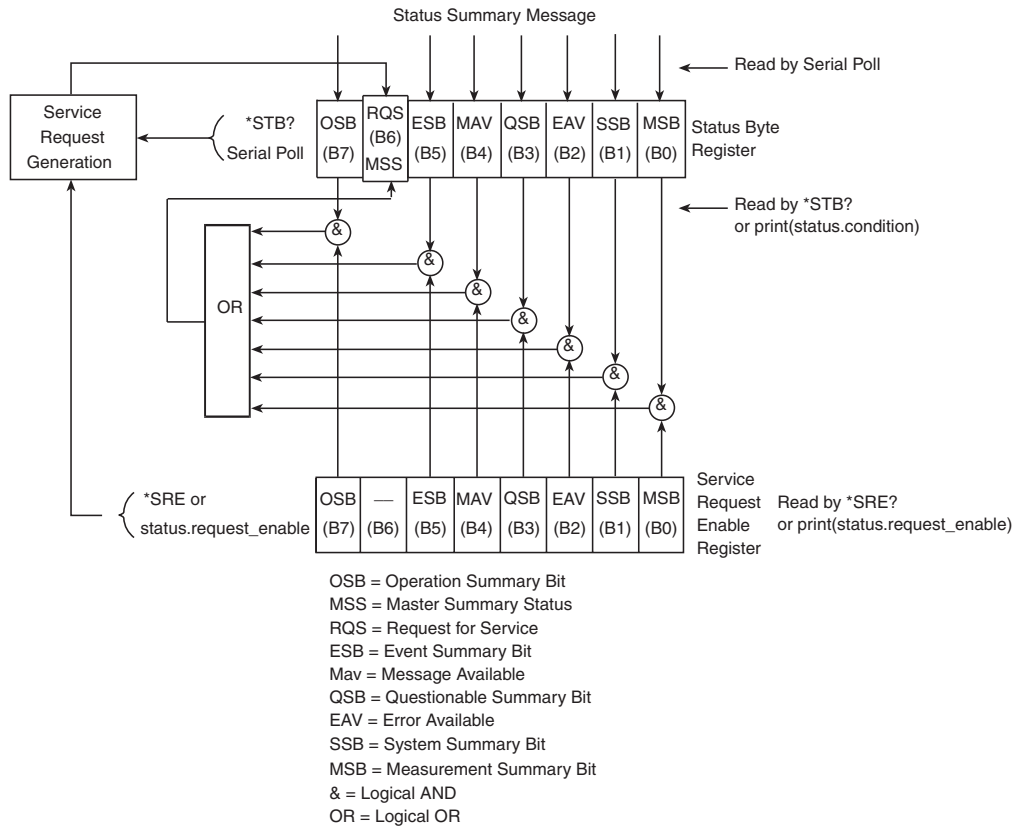 Status Summary Message
Read by Serial Poll
Service
Request
Generation
*STB?
Serial Poll
OSB
(B7)
RQS
(B6)
MSS
ESB
(B5)
MAV
(B4)
QSB
(B3)
EAV
(B2)
SSB
(B1)
MSB
(B0)
Status Byte
Register
Read by *STB?
or print(status.condition)
&
&
&
&
&
&
&
OR
*SRE or
status.request_enable
OSB
(B7)
—
(B6)
ESB
(B5)
MAV
(B4)
QSB
(B3)
EAV
(B2)
SSB
(B1)
MSB
(B0)
Service
Request
Enable
Register
Read by *SRE?
or print(status.request_enable)
OSB = Operation Summary Bit
MSS = Master Summary Status
RQS = Request for Service
ESB = Event Summary Bit
Mav = Message Available
QSB = Questionable Summary Bit
EAV = Error Available
SSB = System Summary Bit
MSB = Measurement Summary Bit
& = Logical AND
OR = Logical OR